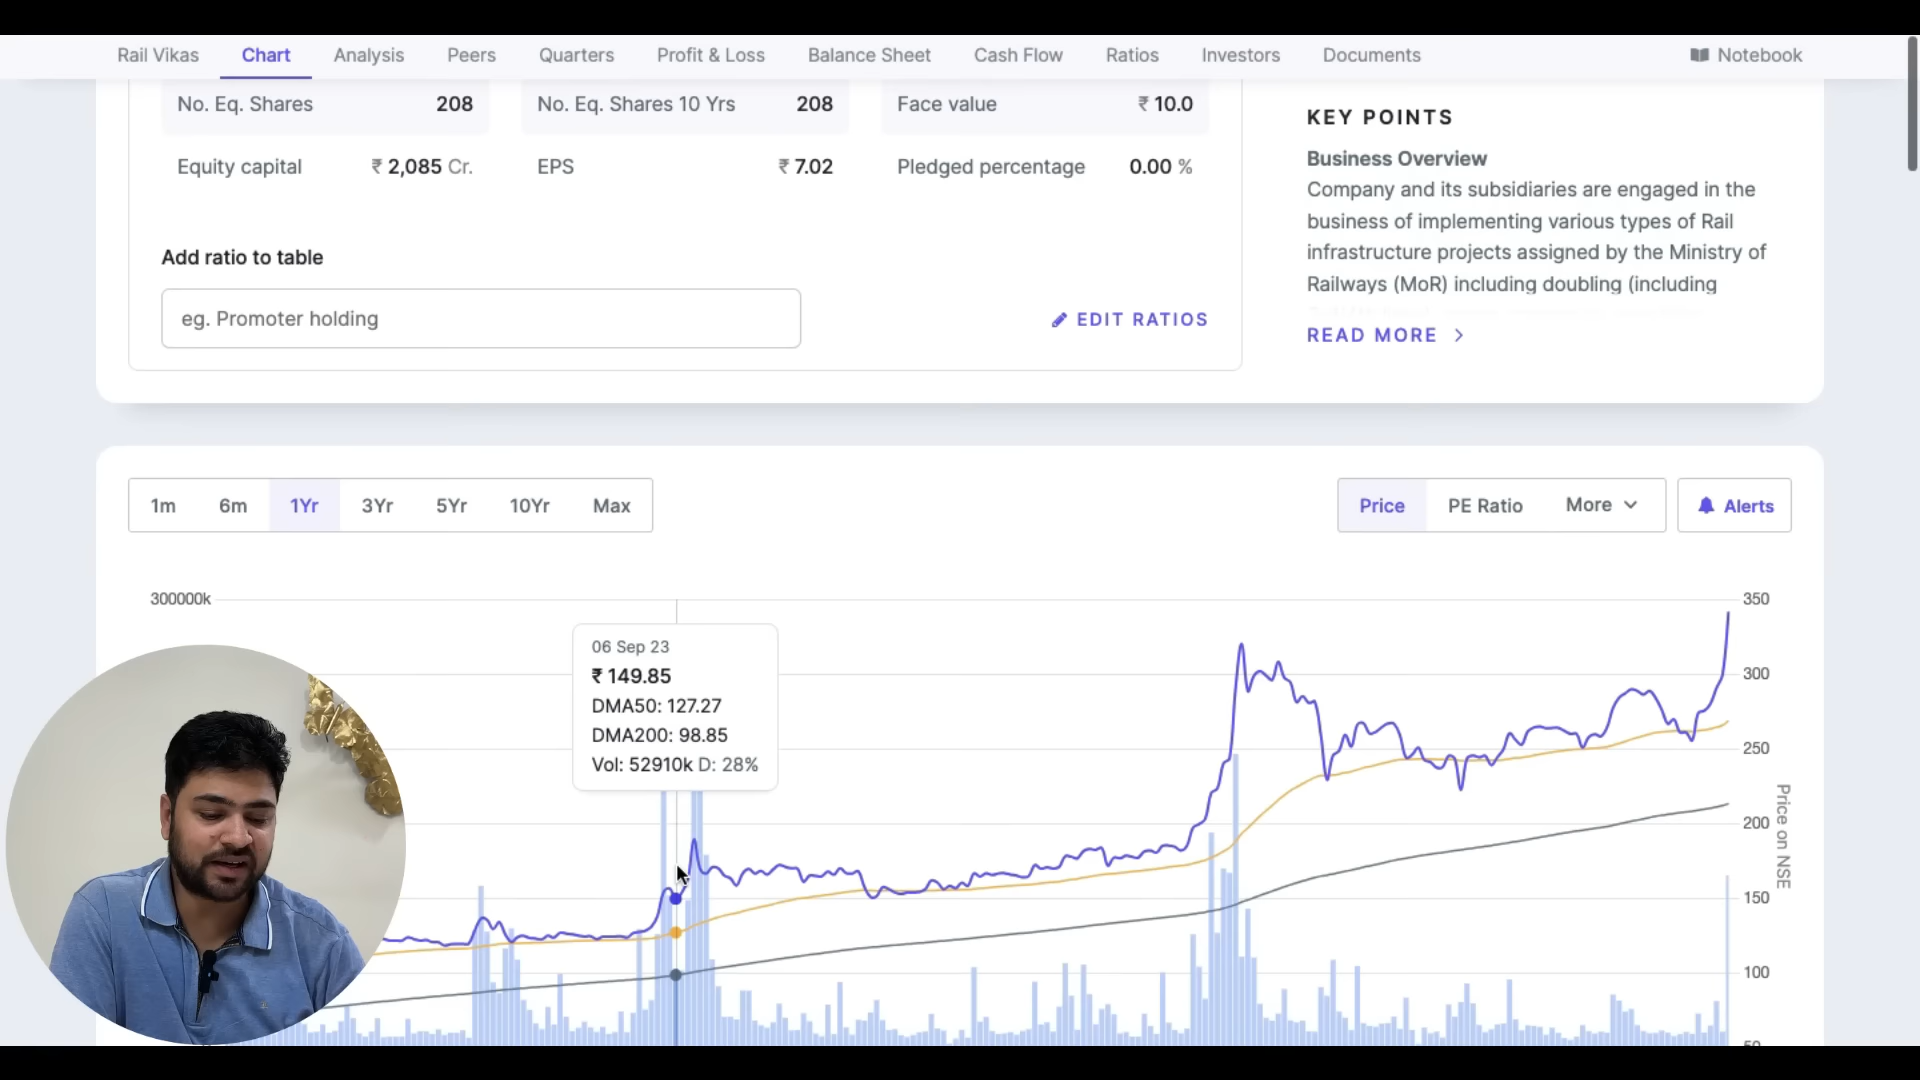 Rail Vikas Chart Analysis Peers Quarters Profit & Loss Balance Sheet Cash Flow Ratios Investors Documents Notebook
No. Eq. Shares 208 No. Eq. Shares 10 Yrs 208 Face value ₹ 10.0
Equity capital ₹ 2,085 Cr. EPS ₹ 7.02 Pledged percentage 0.00 %
Add ratio to table
eg. Promoter holding
EDIT RATIOS
KEY POINTS
Business Overview
Company and its subsidiaries are engaged in the
business of implementing various types of Rail
infrastructure projects assigned by the Ministry of
Railways (MoR) including doubling (including
READ MORE
1m 6m 1Yr 3Yr 5Yr 10Yr Max
Price PE Ratio More Alerts
300000k
06 Sep 23
₹ 149.85
DMA50: 127.27
DMA200: 98.85
Vol: 52910k D: 28%
350
300
250
200
150
100
Price on NSE